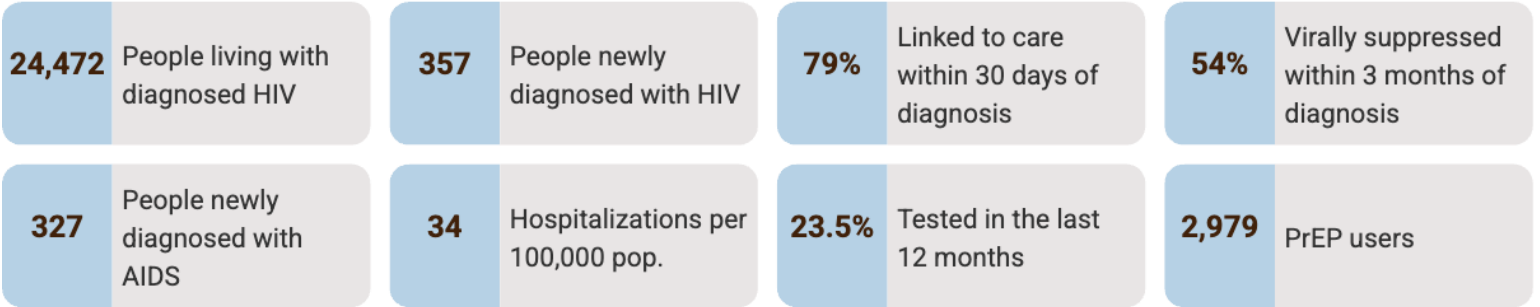 24,472
People living with
diagnosed HIV
357
People newly
diagnosed with HIV
79%
Linked to care
within 30 days of
diagnosis
54%
Virally suppressed
within 3 months of
diagnosis
327
People newly
diagnosed with
AIDS
34
Hospitalizations per
100,000 pop.
23.5%
Tested in the last
12 months
2,979
PrEP users